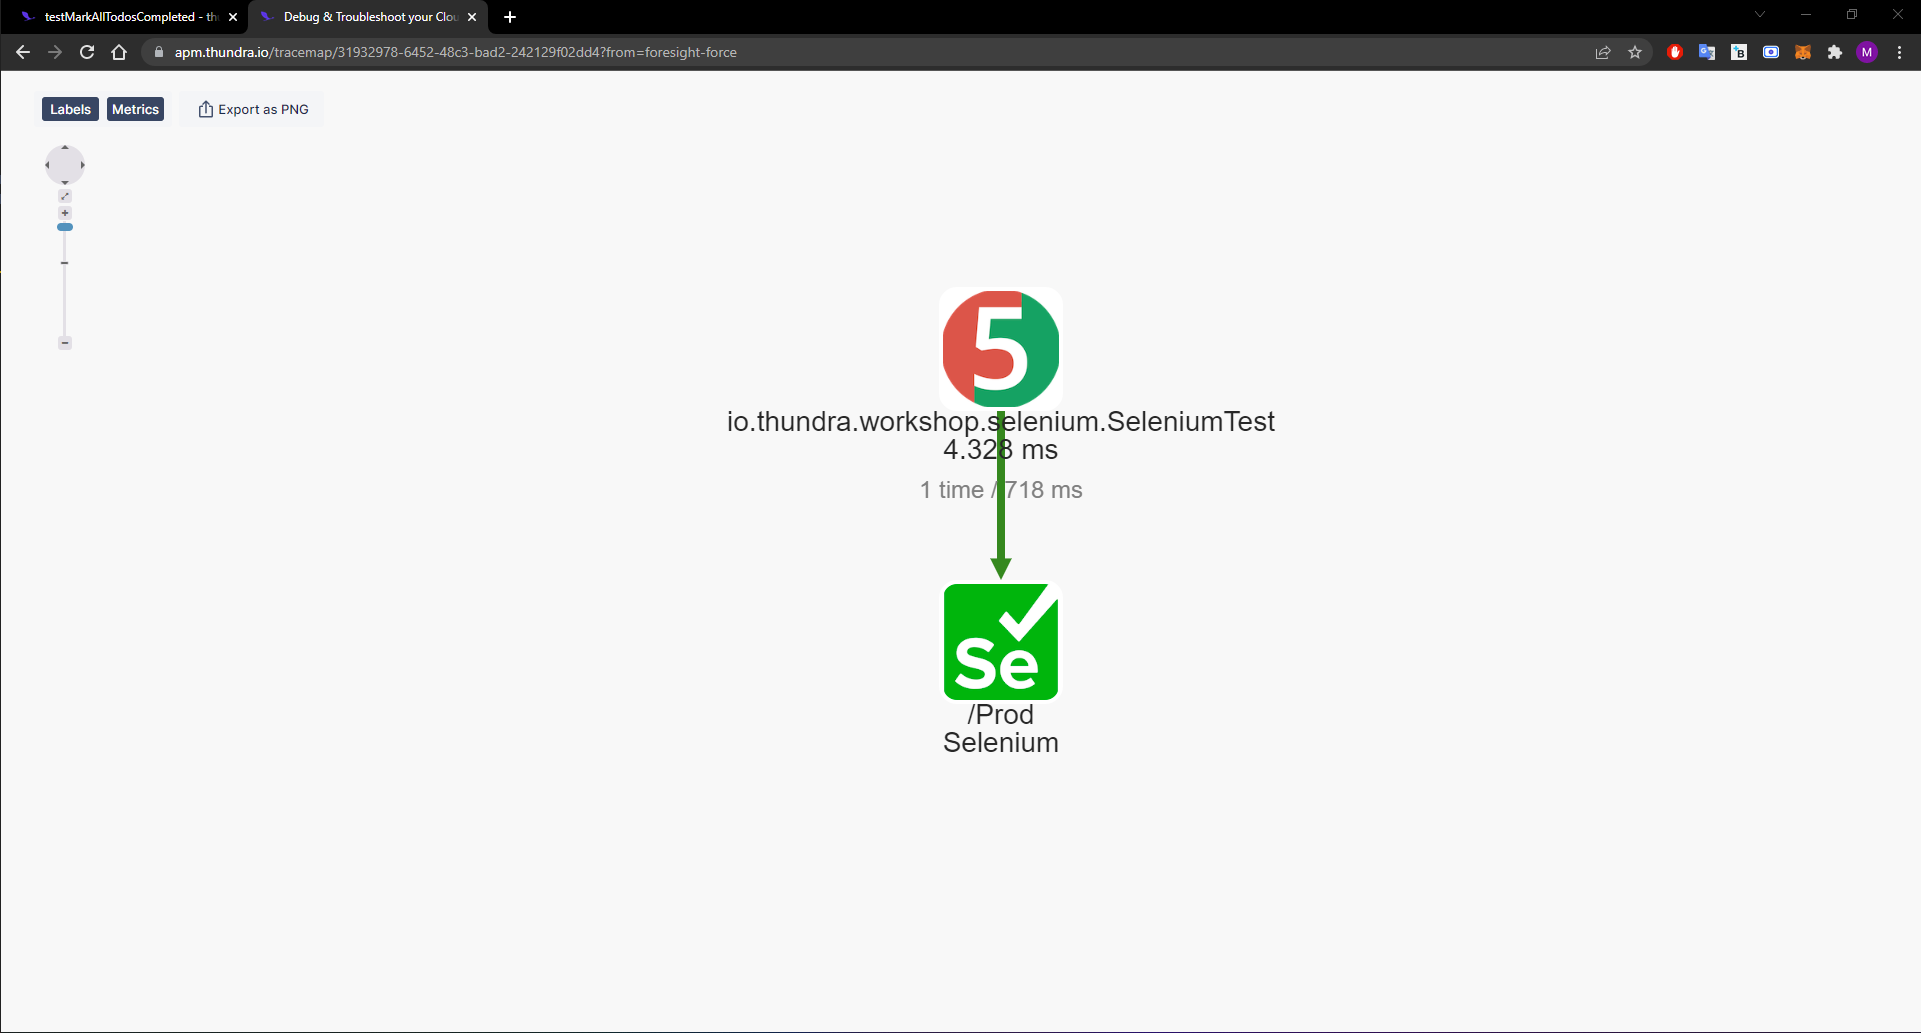 testMarkAllTodosCompleted - th
Debug & Troubleshoot your Clou
apm.thundra.io/tracemap/31932978-6452-48c3-bad2-242129f02dd4?from=foresight-force
B
M
Labels
Metrics
Export as PNG
5
io.thundra.workshop.selenium.SeleniumTest
4.328 ms
1 time / 718 ms
Se
/Prod
Selenium